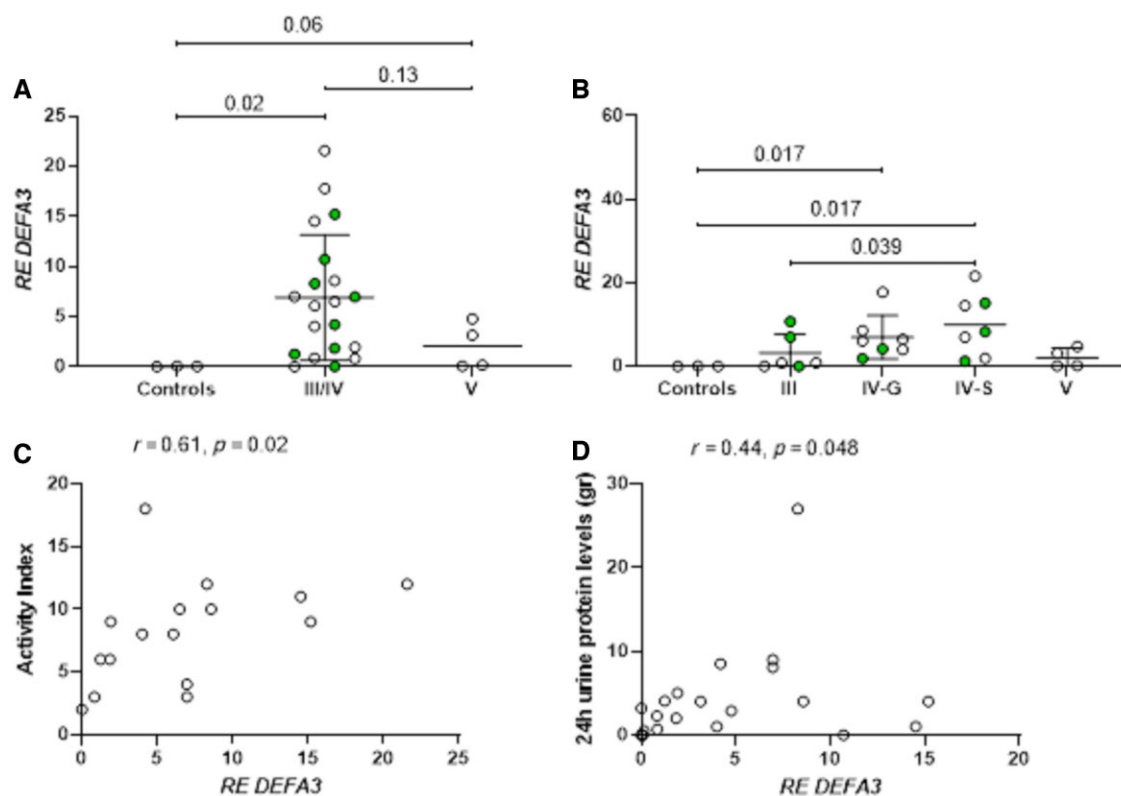 A
0.06
0.13
0.02
RE DEFA3
25
20
15
10
5
0
Controls III/IV V
B
0.017
0.017
0.039
RE DEFA3
60
40
20
0
Controls III IV-G IV-S V
C
r = 0.61, p = 0.02
Activity Index
20
15
10
5
0
0 5 10 15 20 25
RE DEFA3
D
r = 0.44, p = 0.048
24h urine protein levels (gr)
30
20
10
0
0 5 10 15 20
RE DEFA3